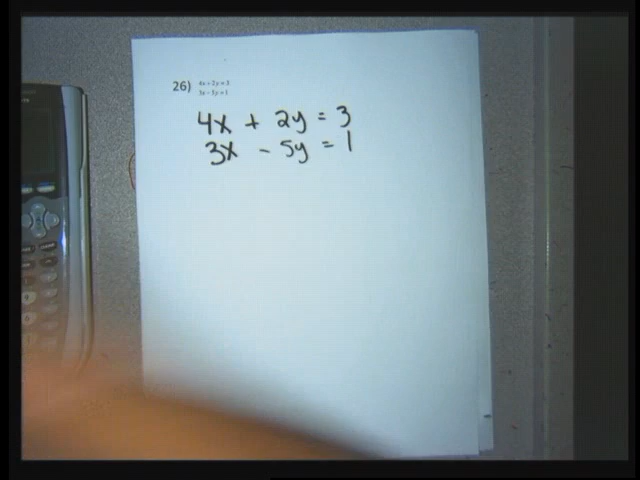 26) 4x + 2y = 3
3x - 5y = 1
4x + 2y = 3
3x - 5y = 1